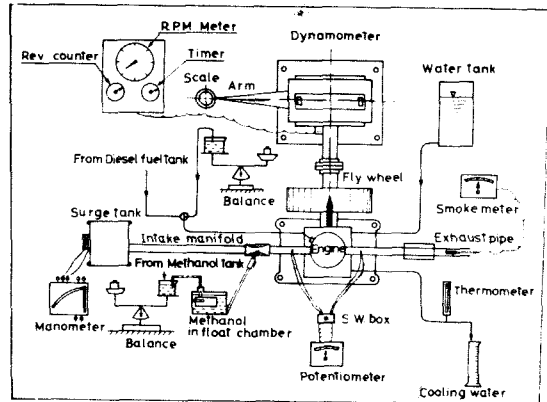 R.P.M. Meter
Dynamometer
Rev. counter
Timer
Scale
Arm
Water tank
From Diesel fuel tank
Balance
Fly wheel
Smoke meter
Surge tank
Intake manifold
Engine
Exhaust pipe
From Methanol tank
Thermometer
Manometer
Balance
Methanol
in float chamber
S.W. box
Potentiometer
Cooling water